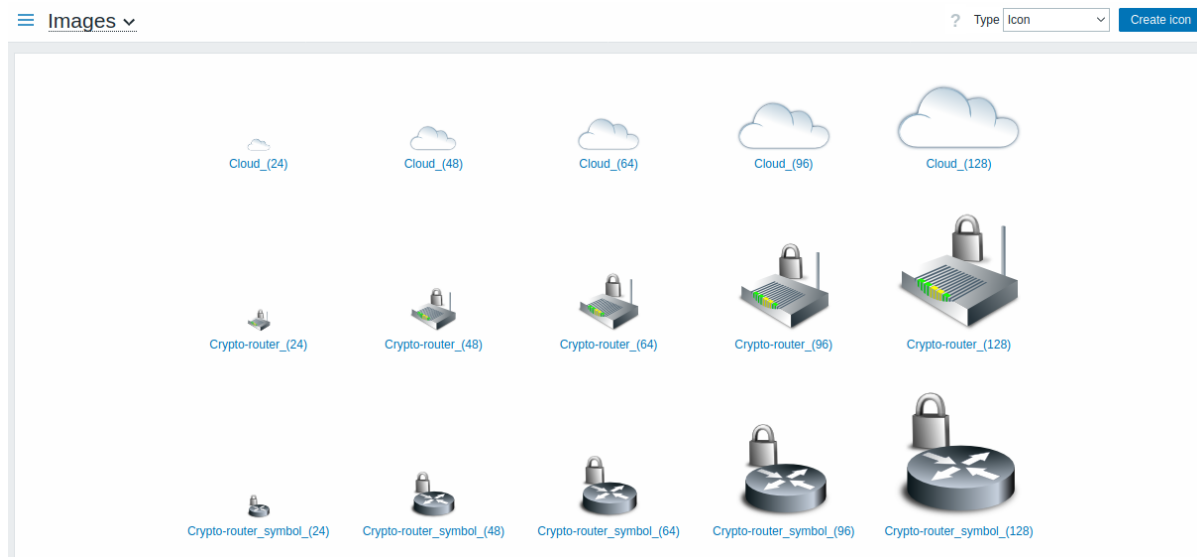 Images
? Type Icon Create icon
Cloud_(24) Cloud_(48) Cloud_(64) Cloud_(96) Cloud_(128)
Crypto-router_(24) Crypto-router_(48) Crypto-router_(64) Crypto-router_(96) Crypto-router_(128)
Crypto-router_symbol_(24) Crypto-router_symbol_(48) Crypto-router_symbol_(64) Crypto-router_symbol_(96) Crypto-router_symbol_(128)